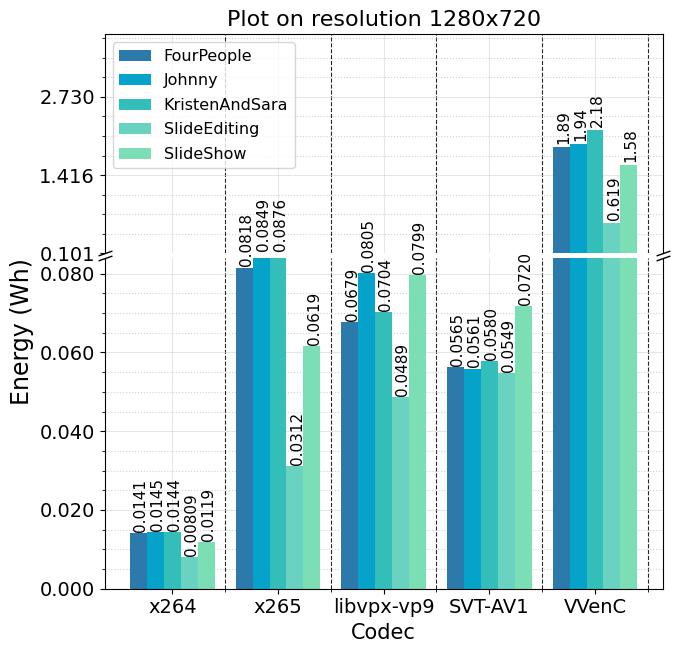 Plot on resolution 1280x720
FourPeople
Johnny
KristenAndSara
SlideEditing
SlideShow
2.730
1.416
0.101
0.080
0.060
0.040
0.020
0.000
Energy (Wh)
0.0141
0.0145
0.0144
0.00809
0.0119
0.0818
0.0849
0.0876
0.0312
0.0619
0.0679
0.0805
0.0704
0.0489
0.0799
0.0565
0.0561
0.0580
0.0549
0.0720
1.89
1.94
2.18
0.619
1.58
x264
x265
libvpx-vp9
SVT-AV1
VVenC
Codec